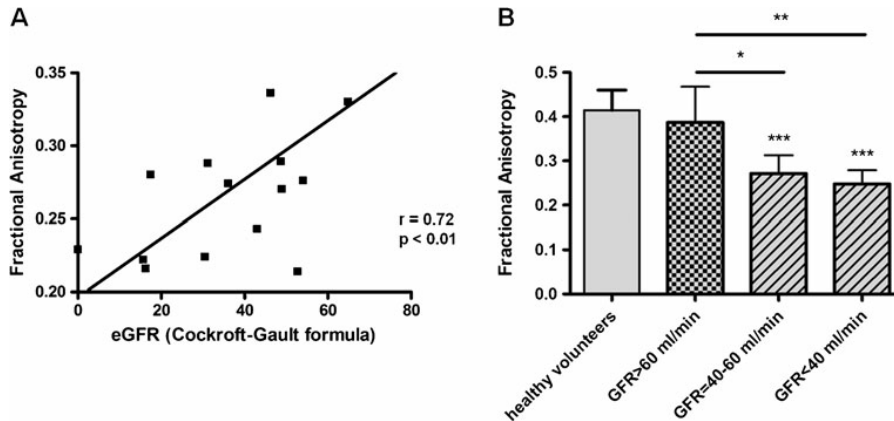 A
Fractional Anisotropy
0.35
0.30
0.25
0.20
0
20
40
60
80
eGFR (Cockroft-Gault formula)
r = 0.72
p < 0.01
B
Fractional Anisotropy
0.5
0.4
0.3
0.2
0.1
0.0
**
*
***
***
healthy volunteers
GFR>60 ml/min
GFR=40-60 ml/min
GFR<40 ml/min